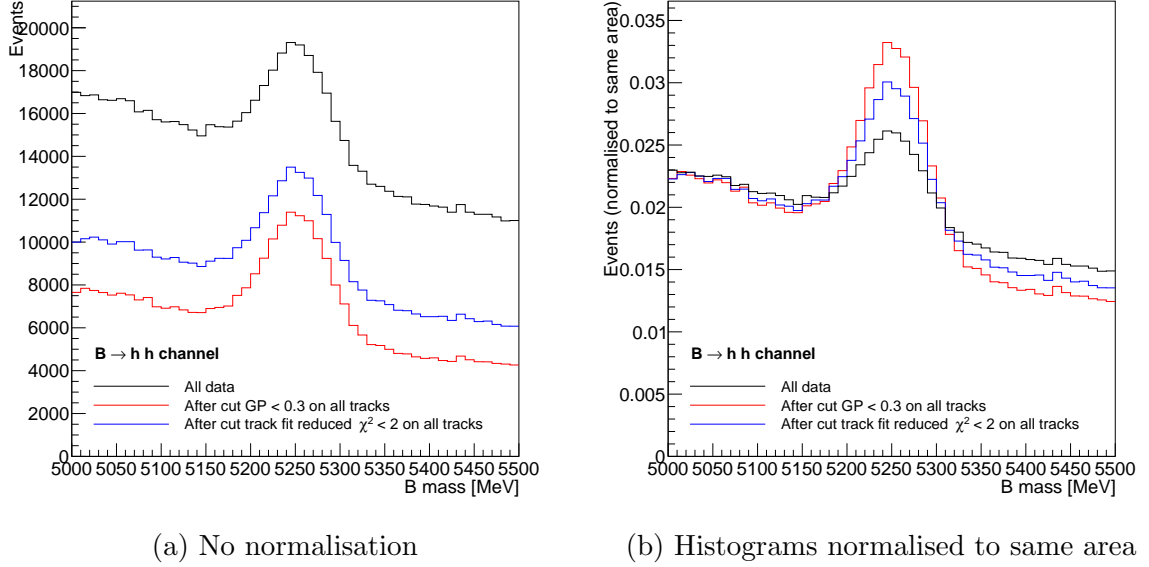 Events
20000
18000
16000
14000
12000
10000
8000
6000
4000
2000
0
B → h h channel
All data
After cut GP < 0.3 on all tracks
After cut track fit reduced χ² < 2 on all tracks
5000 5050 5100 5150 5200 5250 5300 5350 5400 5450 5500
B mass [MeV]
(a) No normalisation
Events (normalised to same area)
0.035
0.03
0.025
0.02
0.015
0.01
0.005
0
B → h h channel
All data
After cut GP < 0.3 on all tracks
After cut track fit reduced χ² < 2 on all tracks
5000 5050 5100 5150 5200 5250 5300 5350 5400 5450 5500
B mass [MeV]
(b) Histograms normalised to same area